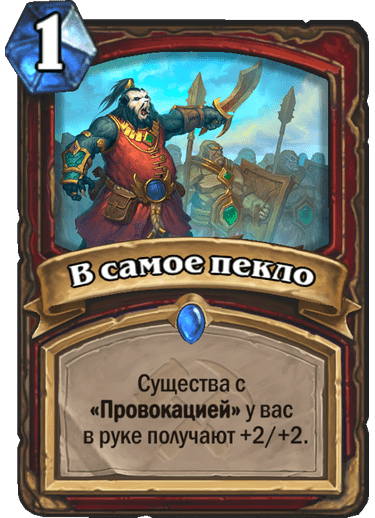 1
В самое пекло
Существа с
«Провокацией» у вас
в руке получают +2/+2.